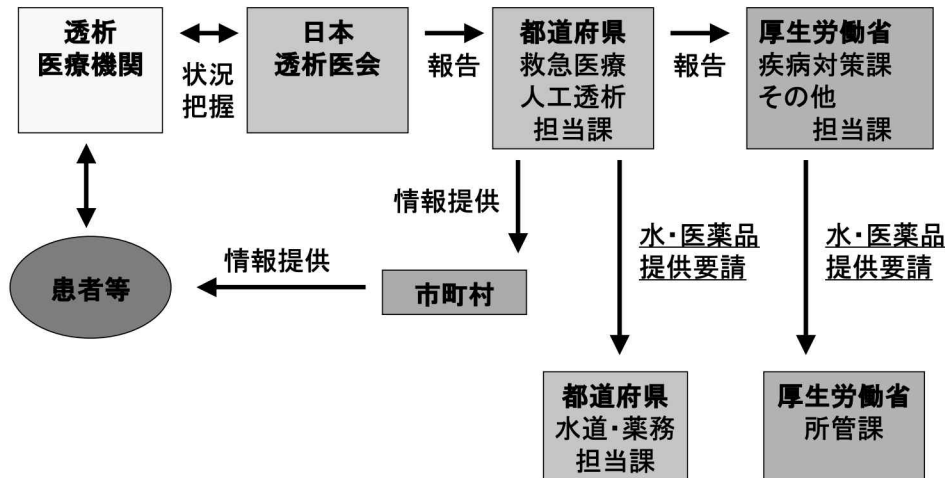 透析
医療機関
状況
把握
日本
透析医会
報告
都道府県
救急医療
人工透析
担当課
報告
厚生労働省
疾病対策課
その他
担当課
情報提供
水・医薬品
提供要請
水・医薬品
提供要請
患者等
情報提供
市町村
都道府県
水道・薬務
担当課
厚生労働省
所管課